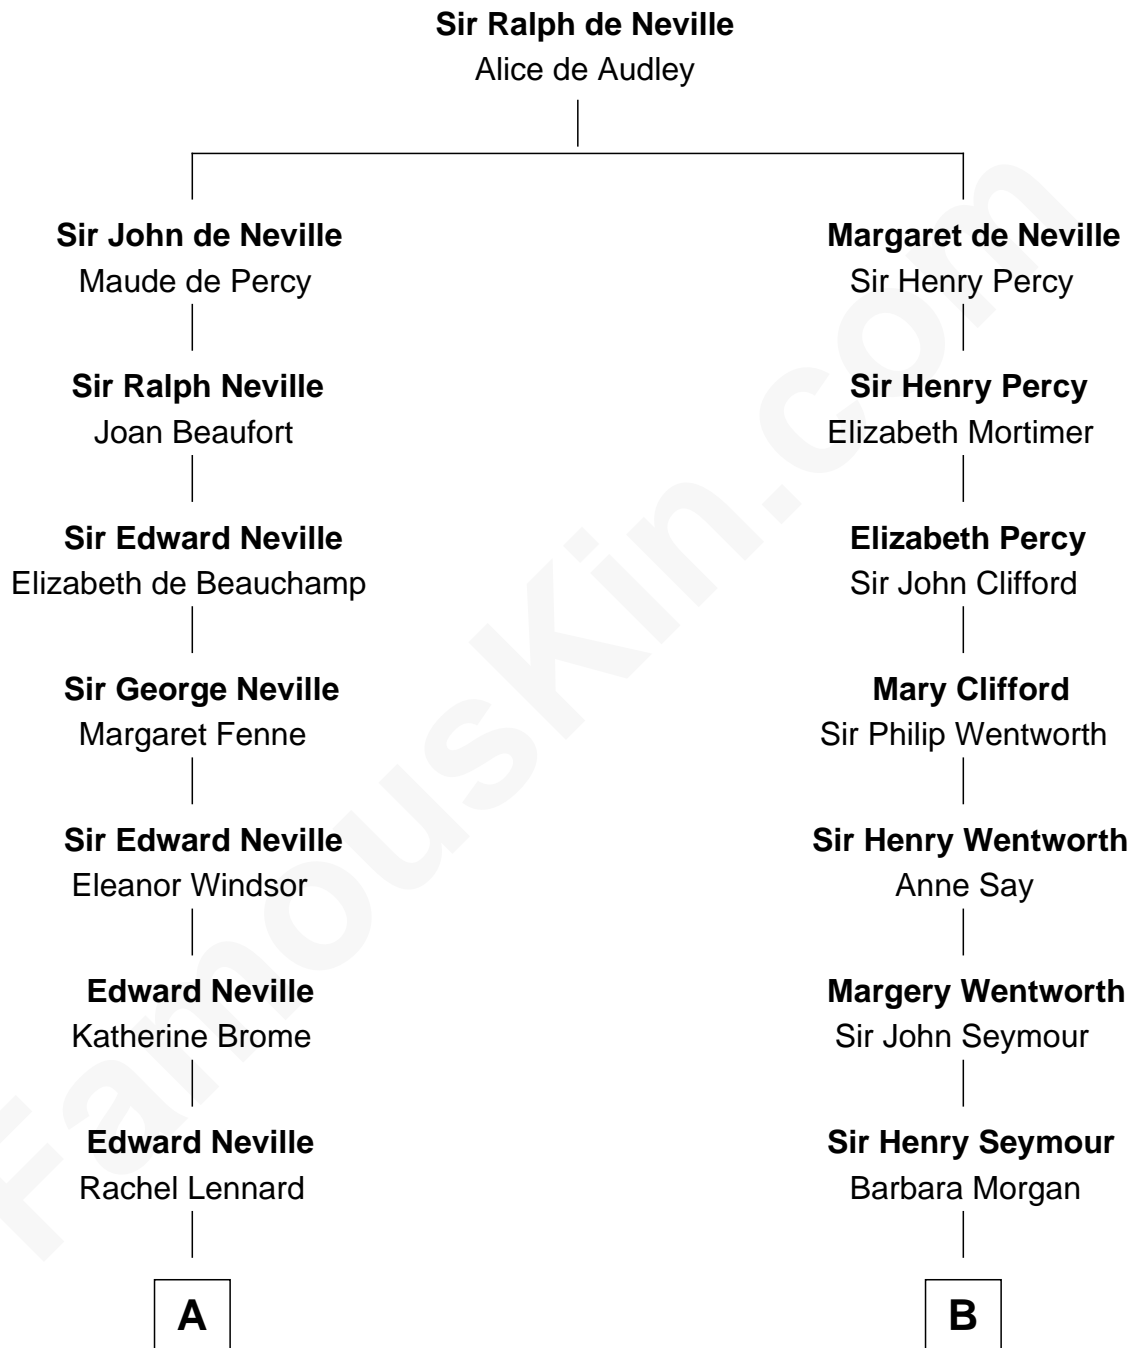 Sir Ralph de Neville
Alice de Audley
Sir John de Neville
Maude de Percy
Margaret de Neville
Sir Henry Percy
Sir Ralph Neville
Joan Beaufort
Sir Henry Percy
Elizabeth Mortimer
Sir Edward Neville
Elizabeth de Beauchamp
Elizabeth Percy
Sir John Clifford
Sir George Neville
Margaret Fenne
Mary Clifford
Sir Philip Wentworth
Sir Edward Neville
Eleanor Windsor
Sir Henry Wentworth
Anne Say
Edward Neville
Katherine Brome
Margery Wentworth
Sir John Seymour
Edward Neville
Rachel Lennard
Sir Henry Seymour
Barbara Morgan
A
B
FamousKin.com